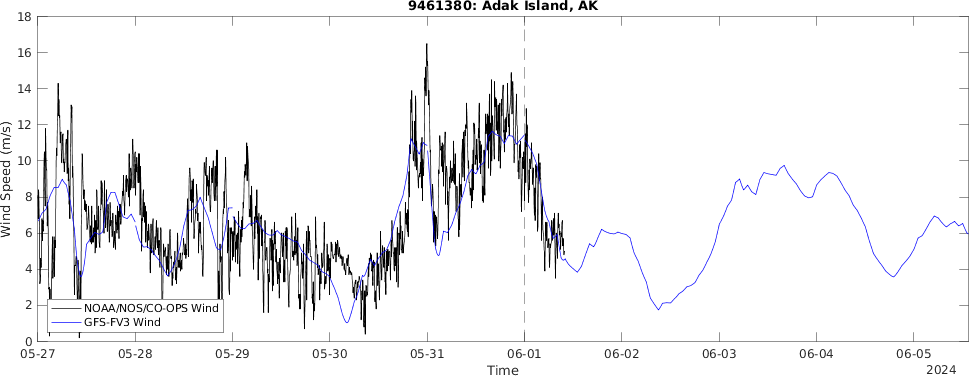 9461380: Adak Island, AK
Wind Speed (m/s)
18
16
14
12
10
8
6
4
2
0
NOAA/NOS/CO-OPS Wind
GFS-FV3 Wind
05-27 05-28 05-29 05-30 05-31 06-01 06-02 06-03 06-04 06-05
Time
2024